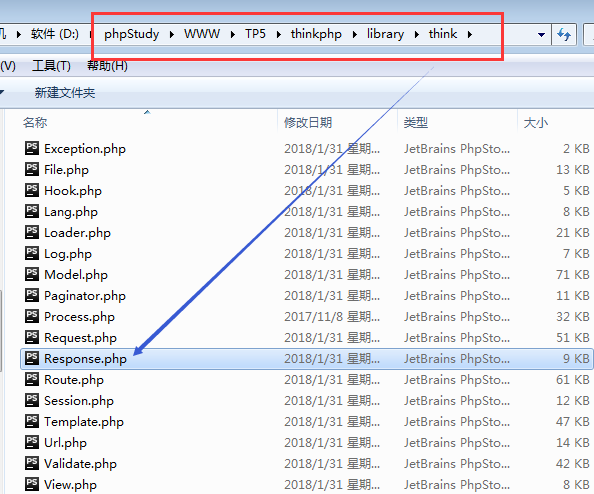 软件 (D:) phpStudy WWW TP5 thinkphp library think
(V) 工具(T) 帮助(H)
新建文件夹
名称 修改日期 类型 大小
Exception.php 2018/1/31 星期... JetBrains PhpSto... 2 KB
File.php 2018/1/31 星期... JetBrains PhpSto... 13 KB
Hook.php 2018/1/31 星期... JetBrains PhpSto... 5 KB
Lang.php 2018/1/31 星期... JetBrains PhpSto... 8 KB
Loader.php 2018/1/31 星期... JetBrains PhpSto... 21 KB
Log.php 2018/1/31 星期... JetBrains PhpSto... 7 KB
Model.php 2018/1/31 星期... JetBrains PhpSto... 71 KB
Paginator.php 2018/1/31 星期... JetBrains PhpSto... 11 KB
Process.php 2017/11/8 星期... JetBrains PhpSto... 32 KB
Request.php 2018/1/31 星期... JetBrains PhpSto... 51 KB
Response.php 2018/1/31 星期... JetBrains PhpSto... 9 KB
Route.php 2018/1/31 星期... JetBrains PhpSto... 61 KB
Session.php 2018/1/31 星期... JetBrains PhpSto... 12 KB
Template.php 2018/1/31 星期... JetBrains PhpSto... 47 KB
Url.php 2018/1/31 星期... JetBrains PhpSto... 14 KB
Validate.php 2018/1/31 星期... JetBrains PhpSto... 42 KB
View.php 2018/1/31 星期... JetBrains PhpSto... 8 KB